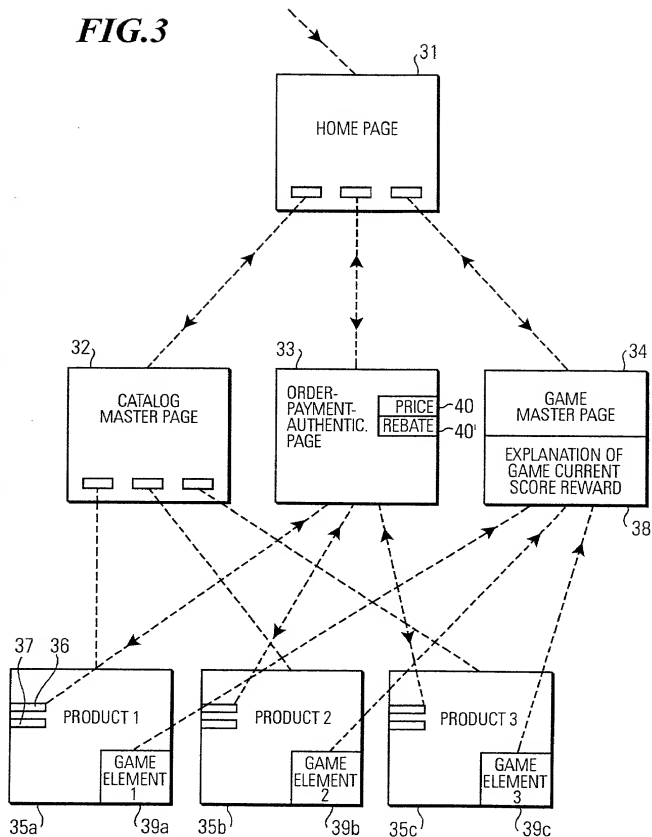 FIG.3
31
HOME PAGE
32
CATALOG
MASTER PAGE
33
ORDER-
PAYMENT-
AUTHENTIC.
PAGE
PRICE
40
REBATE
40'
34
GAME
MASTER PAGE
EXPLANATION OF
GAME CURRENT
SCORE REWARD
38
37
36
PRODUCT 1
GAME
ELEMENT
1
35a
39a
PRODUCT 2
GAME
ELEMENT
2
35b
39b
PRODUCT 3
GAME
ELEMENT
3
35c
39c